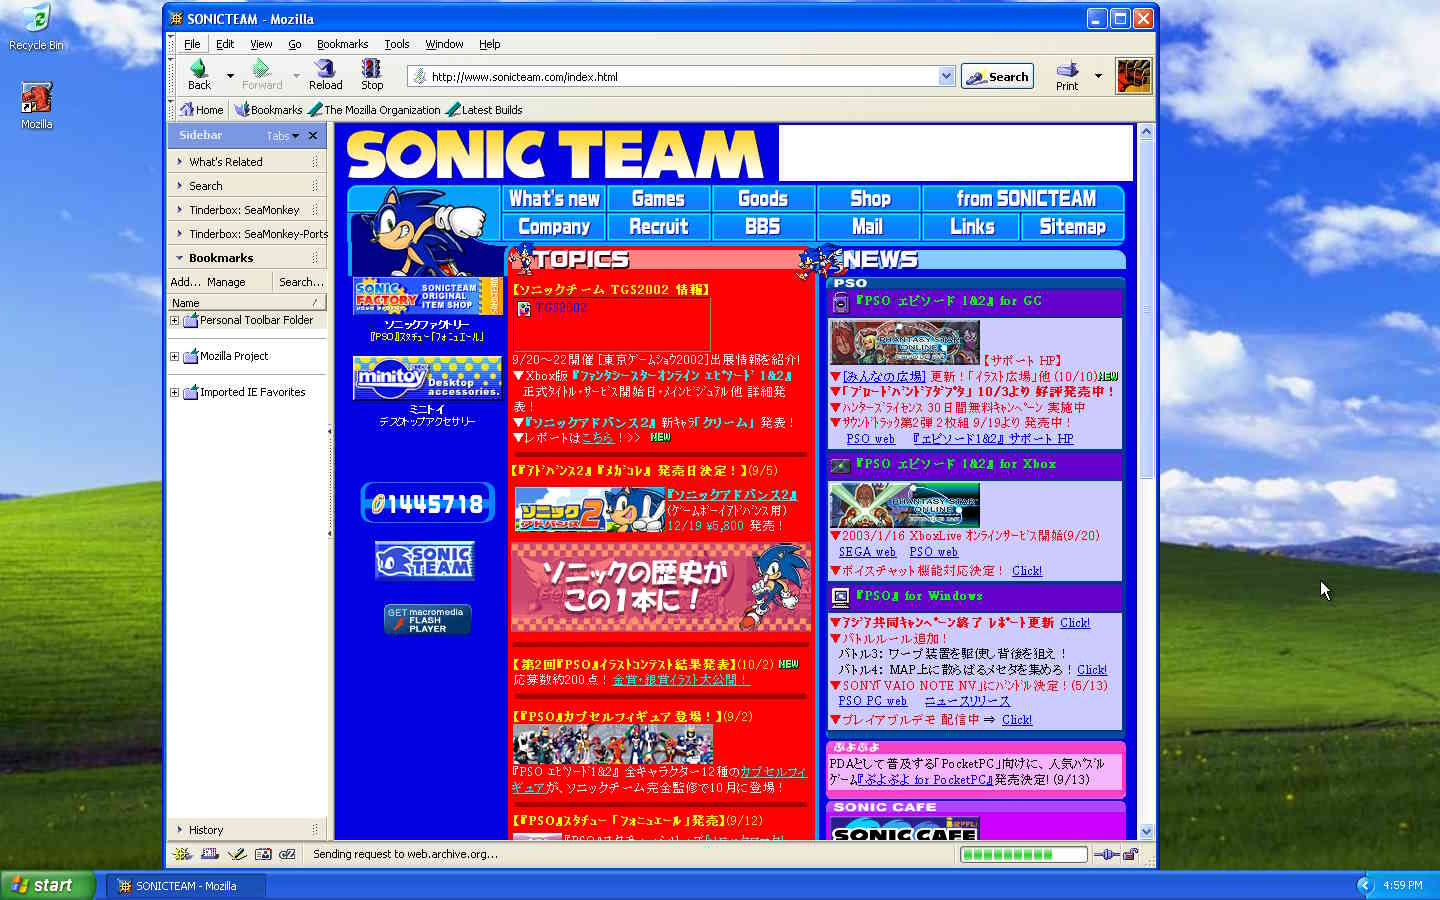 Recycle Bin
Mozilla
SONICTEAM - Mozilla
File Edit View Go Bookmarks Tools Window Help
Back Forward Reload Stop
http://www.sonicteam.com/index.html
Search
Print
Home Bookmarks The Mozilla Organization Latest Builds
Sidebar Tabs
What's Related
Search
Tinderbox: SeaMonkey
Tinderbox: SeaMonkey-Ports
Bookmarks
Add... Manage Search...
Name
Personal Toolbar Folder
Mozilla Project
Imported IE Favorites
History
SONIC TEAM
What's new Games Goods Shop from SONICTEAM
Company Recruit BBS Mail Links Sitemap
SONIC FACTORY
SONICTEAM ORIGINAL ITEM SHOP
ソニックファクトリー
『PSO』スタチュー「フォニュエール」
minitoy Desktop accessories.
ミニトイ
デスクトップアクセサリー
01445718
SONIC TEAM
GET macromedia FLASH PLAYER
TOPICS
【ソニックチーム TGS2002 情報】
TGS2002
9/20～22開催 [東京ゲームショウ2002]出展情報を紹介!
▼Xbox版『ファンタシースターオンライン エピソード 1&2』
正式タイトル・サービス開始日・メインビジュアル他 詳細発
表！
▼『ソニックアドバンス2』新キャラ「クリーム」 発表！
▼レポートはこちら！>> NEW
【『アドバンス2』『メガコレ』 発売日決定！】(9/5)
ソニックアドバンス2
『ソニックアドバンス2』
(ゲームボーイアドバンス用)
12/19 ¥5,800 発売！
ソニックの歴史が
この1本に！
【第2回『PSO』イラストコンテスト結果発表】(10/2) NEW
応募数約200点！金賞・銀賞イラスト大公開！
【『PSO』カプセルフィギュア登場！】(9/2)
『PSO エピソード1&2』 全キャラクター12種のカプセルフィ
ギュアが、ソニックチーム完全監修で10月に登場！
【『PSO』スタチュー「フォニュエール」発売】(9/12)
NEWS
PSO
『PSO エピソード 1&2』 for GC
PHANTASY STAR ONLINE
【サポート HP】
▼[みんなの広場] 更新！「イラスト広場」他 (10/10) NEW
▼「ブロードバンドアダプタ」 10/3より 好評発売中！
▼ハンターズライセンス 30日間無料キャンペーン 実施中
▼サウンドトラック第2弾 2枚組 9/19より 発売中！
PSO web 『エピソード1&2』 サポート HP
『PSO エピソード 1&2』 for Xbox
PHANTASY STAR ONLINE
▼2003/1/16 XboxLive オンラインサービス開始(9/20)
SEGA web PSO web
▼ボイスチャット機能対応決定！ Click!
『PSO』 for Windows
▼アジア共同キャンペーン終了 レポート更新 Click!
▼バトルルール追加！
バトル3: ワープ装置を駆使し背後を狙え！
バトル4: MAP上に散らばるメセタを集めろ！Click!
▼SONY「VAIO NOTE NV」にバンドル決定！(5/13)
PSO PC web ニュースリリース
▼プレイアブルデモ 配信中 ⇒ Click!
ぷよぷよ
PDAとして普及する「PocketPC」向けに、人気パズル
ゲーム『ぷよぷよ for PocketPC』発売決定! (9/13)
SONIC CAFE
SONIC CAFE
Sending request to web.archive.org...
start
SONICTEAM - Mozilla
4:59 PM